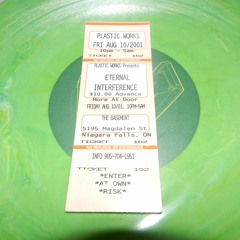 PLASTIC WORKS
FRI AUG 10/2001
10pm - 5am
TICKET 102
PLASTIC WORKS Presents
ETERNAL
INTERFERENCE
$10.00 Advance
More At Door
FRIDAY AUG 10/01, 10PM-5AM
THE BASEMENT
5195 Magdalen St.
Niagara Falls, ON
TICKET 102
INFO 905-704-1951
*ENTER*
*AT OWN*
*RISK*